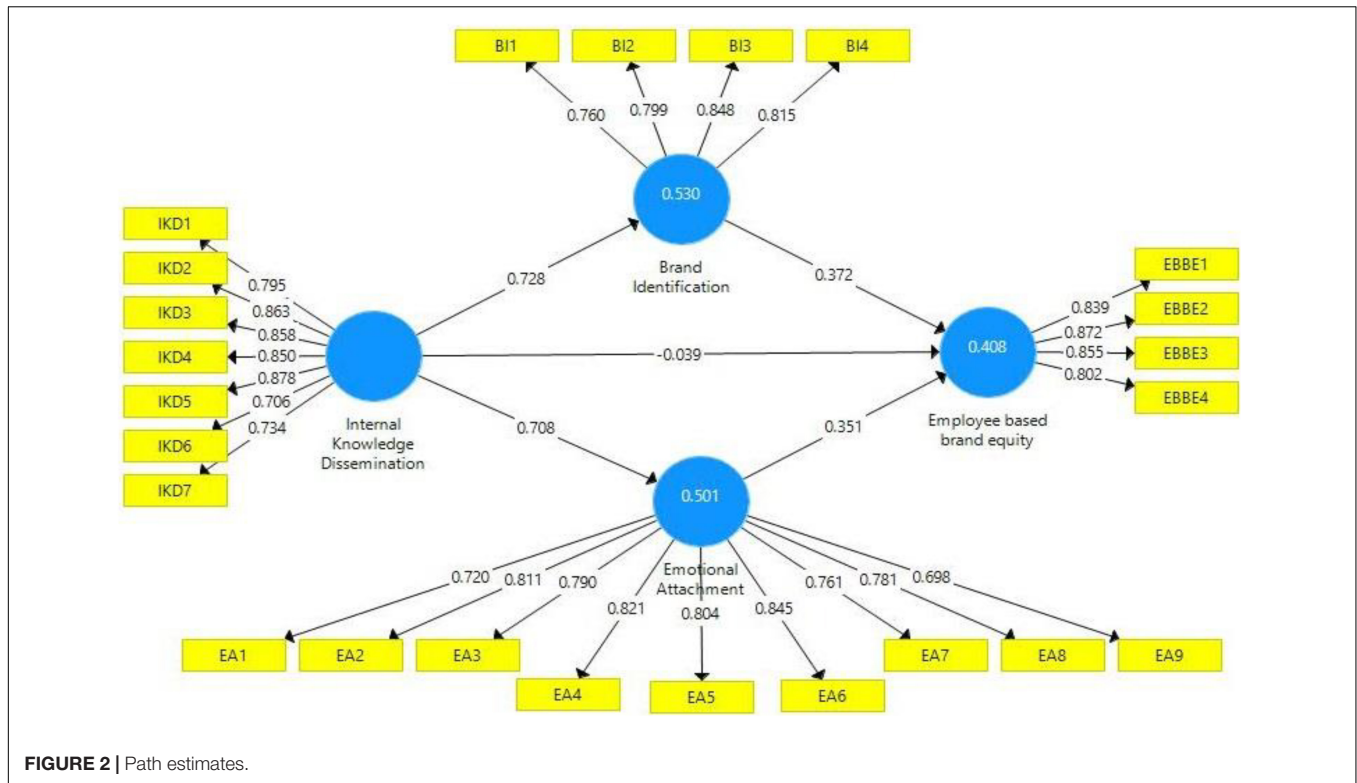 BI1 BI2 BI3 BI4
0.760 0.799 0.848 0.815
0.530
Brand
Identification
IKD1
IKD2
IKD3
IKD4
IKD5
IKD6
IKD7
0.795
0.863
0.858
0.850
0.878
0.706
0.734
Internal
Knowledge
Dissemination
0.728
-0.039
0.708
0.372
0.351
0.408
Employee based
brand equity
0.839
0.872
0.855
0.802
EBBE1
EBBE2
EBBE3
EBBE4
0.501
Emotional
Attachment
0.720 0.811 0.790 0.821 0.804 0.845 0.761 0.781 0.698
EA1 EA2 EA3 EA4 EA5 EA6 EA7 EA8 EA9
FIGURE 2 | Path estimates.